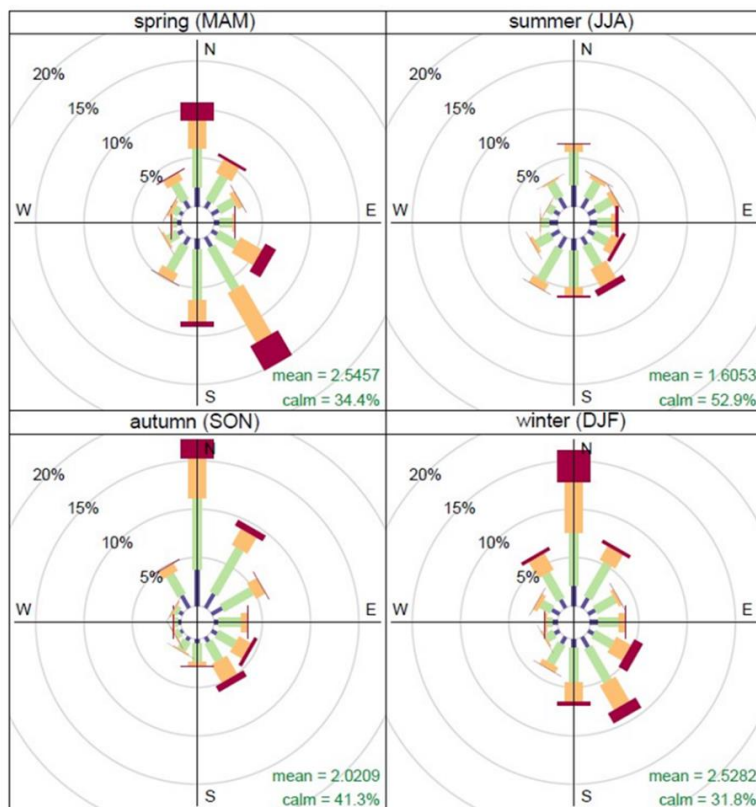 spring (MAM)
N
20%
15%
10%
5%
W
E
S
mean = 2.5457
calm = 34.4%
summer (JJA)
N
20%
15%
10%
5%
W
E
S
mean = 1.6053
calm = 52.9%
autumn (SON)
N
20%
15%
10%
5%
W
E
S
mean = 2.0209
calm = 41.3%
winter (DJF)
N
20%
15%
10%
5%
W
E
S
mean = 2.5282
calm = 31.8%